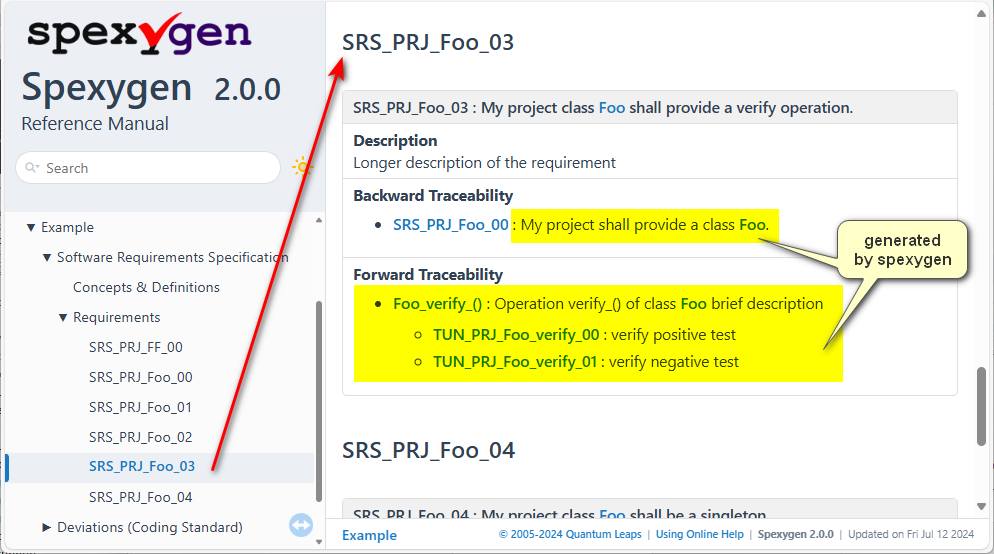 spexygen
Spexygen 2.0.0
Reference Manual
Search
Example
Software Requirements Specification
Concepts & Definitions
Requirements
SRS_PRJ_FF_00
SRS_PRJ_Foo_00
SRS_PRJ_Foo_01
SRS_PRJ_Foo_02
SRS_PRJ_Foo_03
SRS_PRJ_Foo_04
Deviations (Coding Standard)
SRS_PRJ_Foo_03
SRS_PRJ_Foo_03 : My project class Foo shall provide a verify operation.
Description
Longer description of the requirement
Backward Traceability
SRS_PRJ_Foo_00 : My project shall provide a class Foo.
generated
by spexygen
Forward Traceability
Foo_verify_() : Operation verify_() of class Foo brief description
TUN_PRJ_Foo_verify_00 : verify positive test
TUN_PRJ_Foo_verify_01 : verify negative test
SRS_PRJ_Foo_04
SRS_PRJ_Foo_04 : My project class Foo shall be a singleton
Example
© 2005-2024 Quantum Leaps | Using Online Help | Spexygen 2.0.0 | Updated on Fri Jul 12 2024